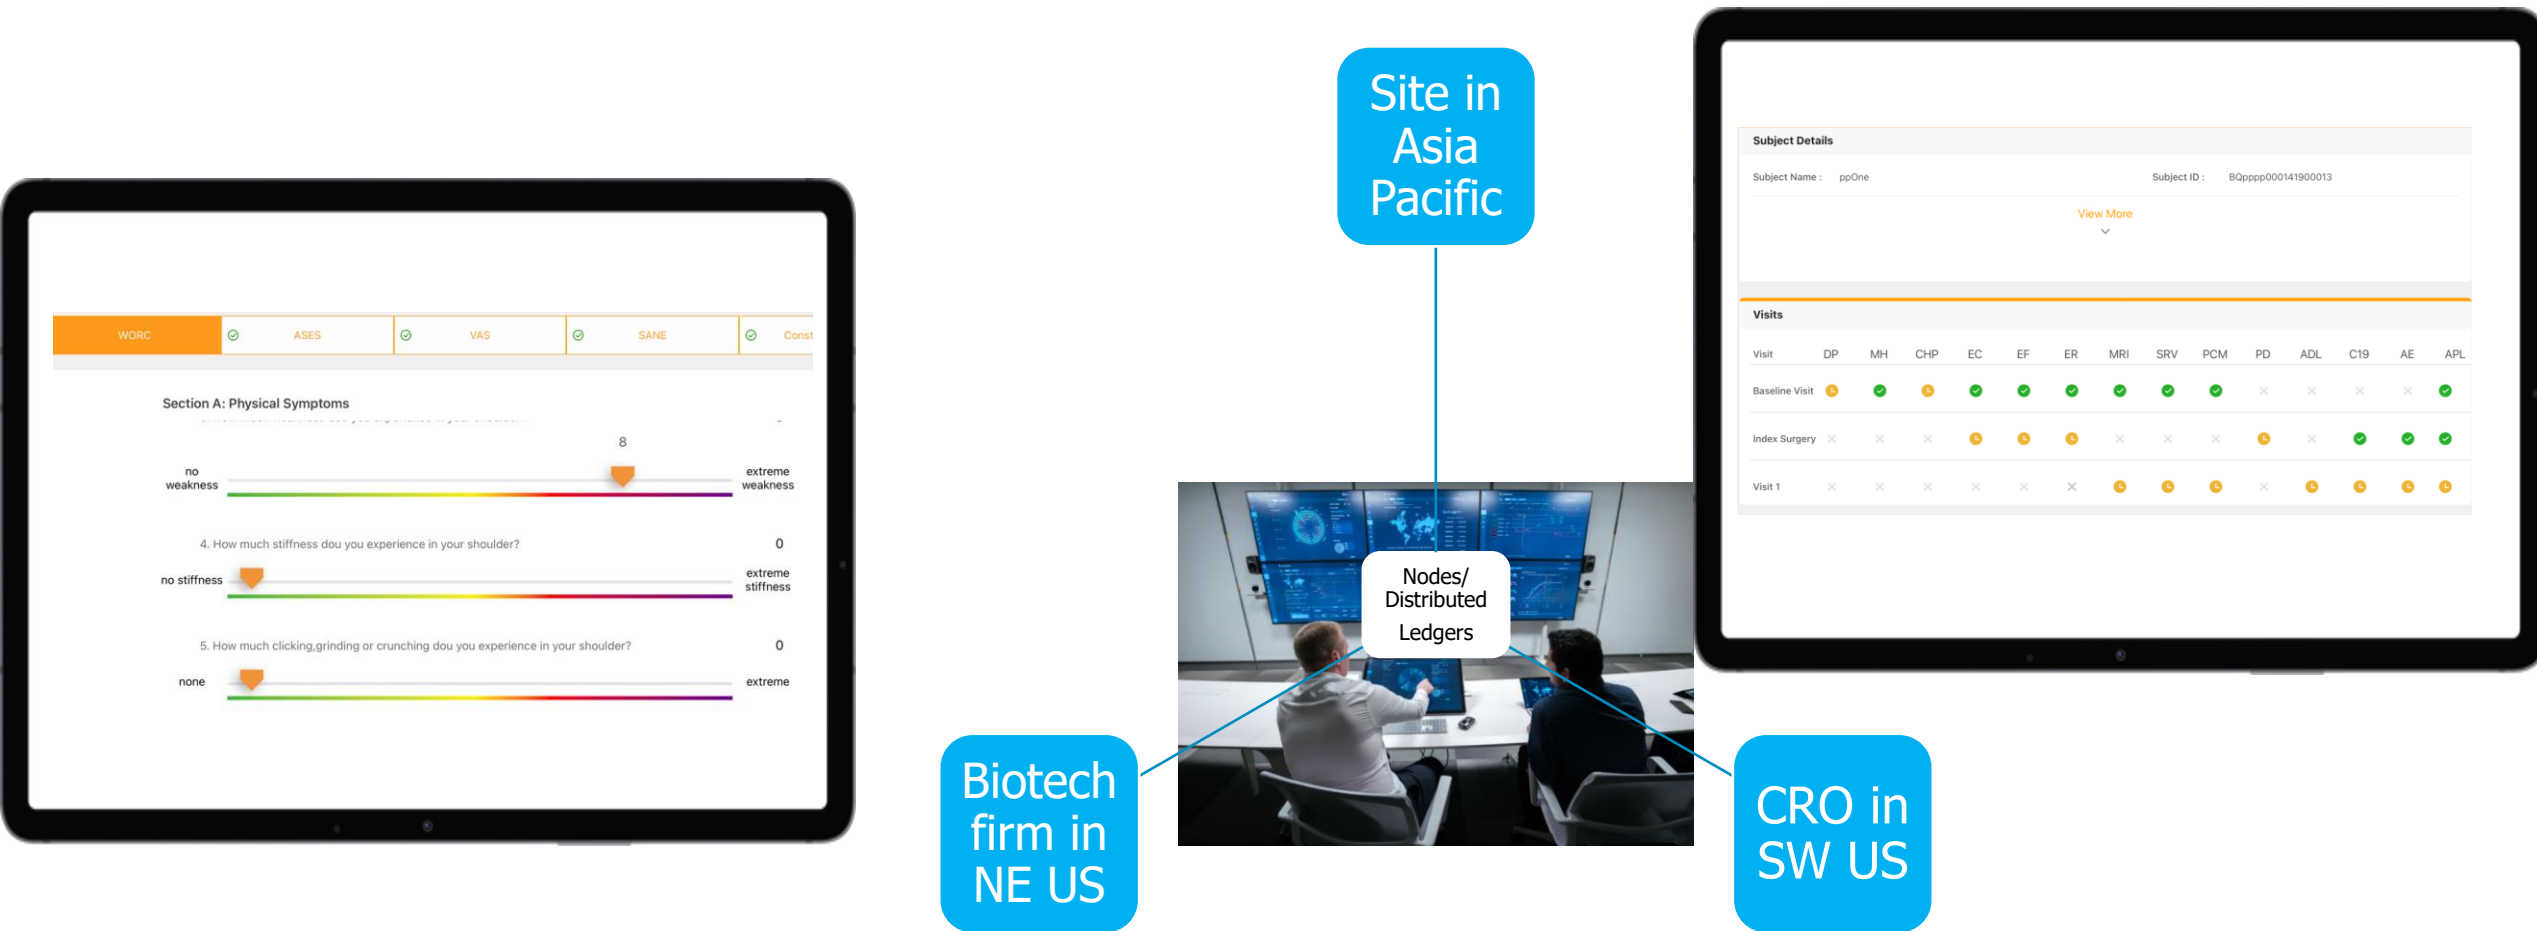 WORC
ASES
VAS
SANE
Const
Section A: Physical Symptoms
8
no
weakness
extreme
weakness
4. How much stiffness dou you experience in your shoulder?
0
no stiffness
extreme
stiffness
5. How much clicking,grinding or crunching dou you experience in your shoulder?
0
none
extreme
Site in
Asia
Pacific
Nodes/
Distributed
Ledgers
Biotech
firm in
NE US
CRO in
SW US
Subject Details
Subject Name : ppOne
Subject ID : BQpppp000141900013
View More
Visits
Visit DP MH CHP EC EF ER MRI SRV PCM PD ADL C19 AE APL
Baseline Visit
Index Surgery
Visit 1